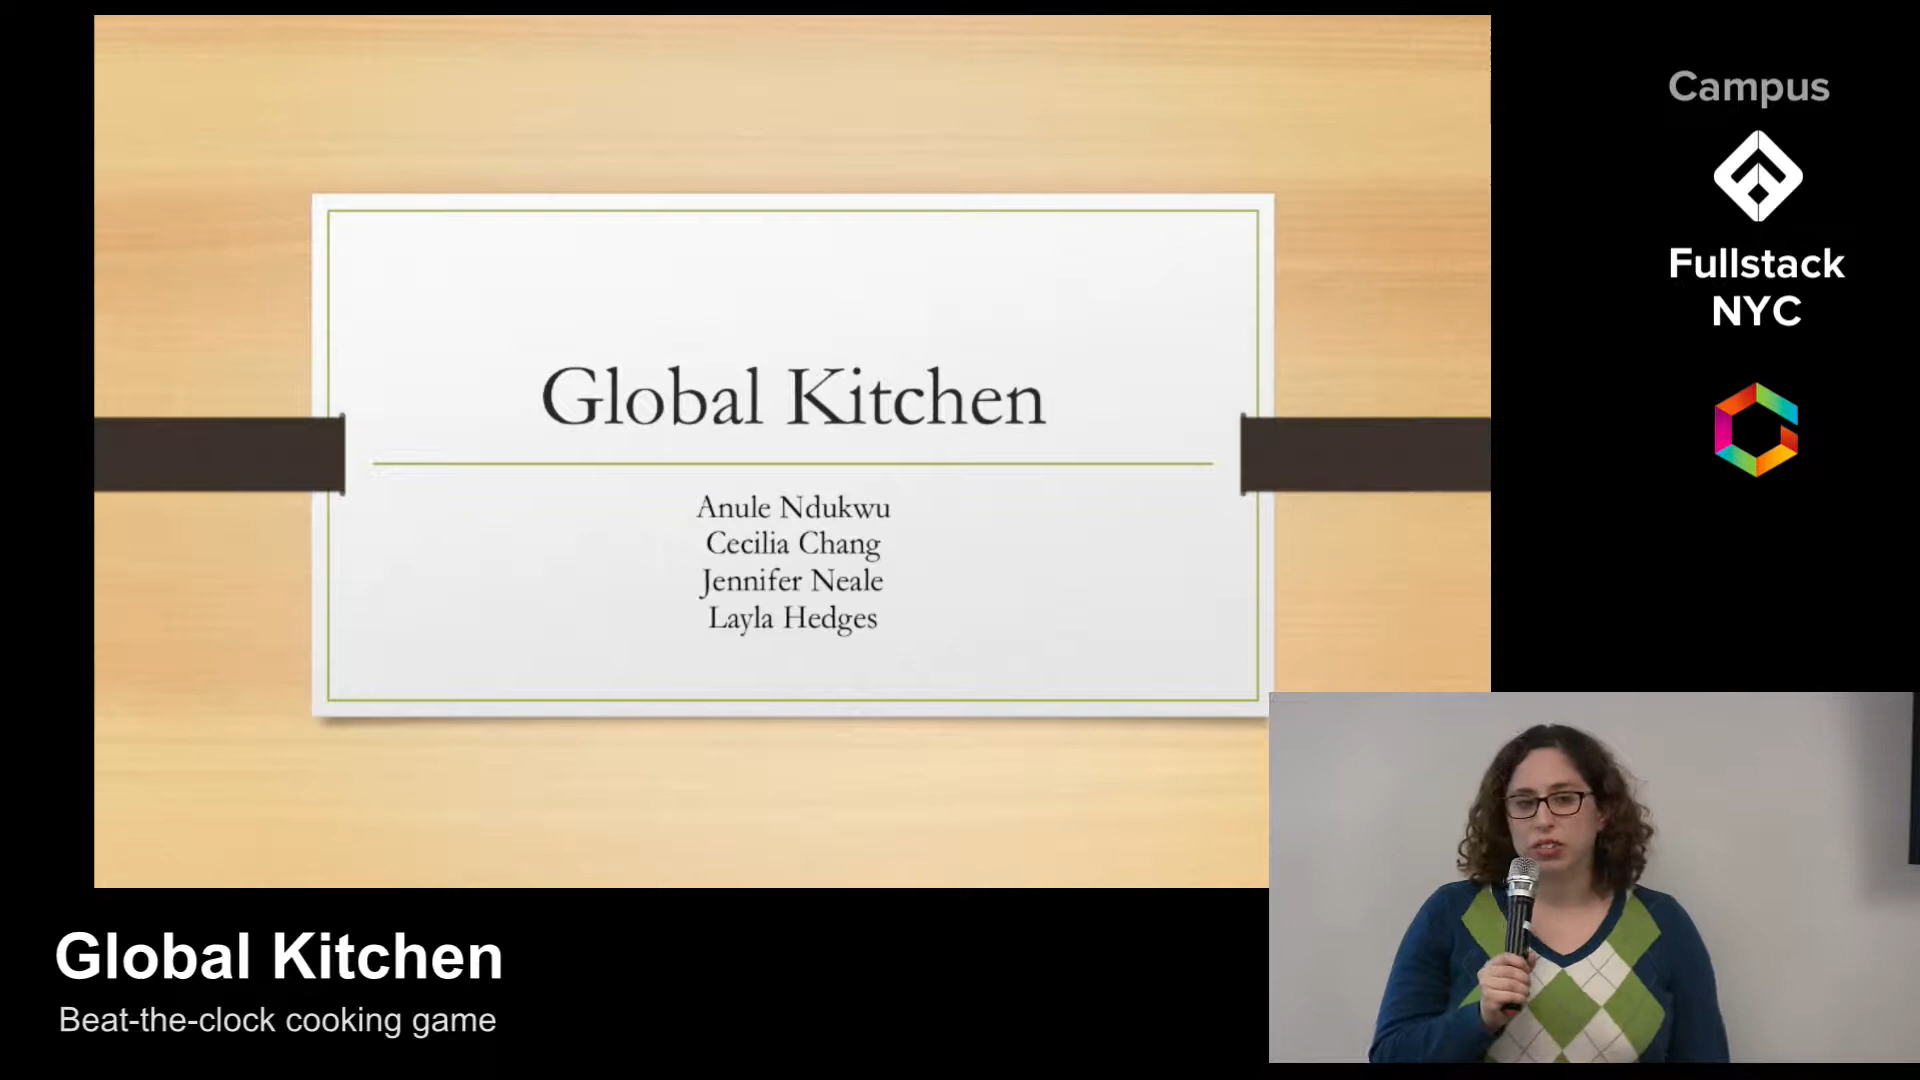 Global Kitchen
Anule Ndukwu
Cecilia Chang
Jennifer Neale
Layla Hedges
Campus
Fullstack
NYC
Global Kitchen
Beat-the-clock cooking game